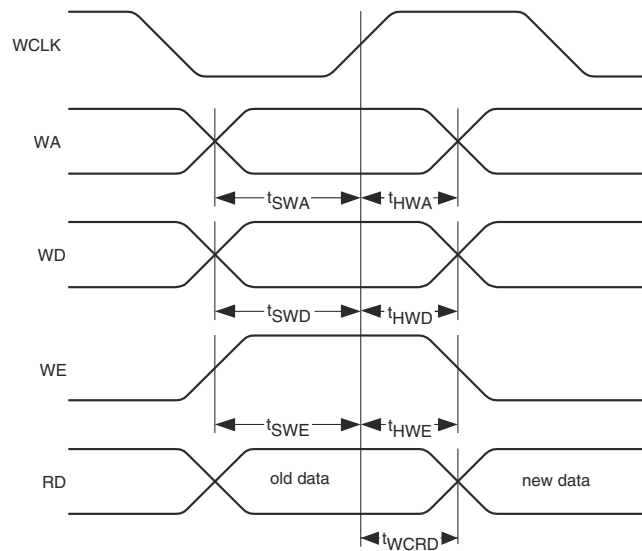 WCLK
WA
tSWA tHWA
WD
tSWD tHWD
WE
tSWE tHWE
RD old data new data
tWCRD